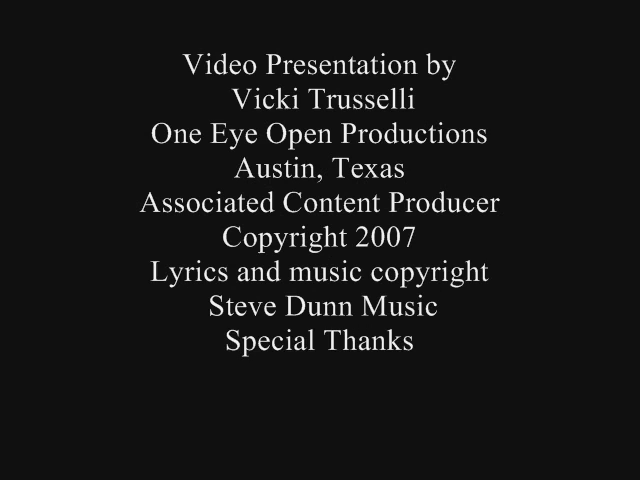 Video Presentation by
Vicki Trusselli
One Eye Open Productions
Austin, Texas
Associated Content Producer
Copyright 2007
Lyrics and music copyright
Steve Dunn Music
Special Thanks